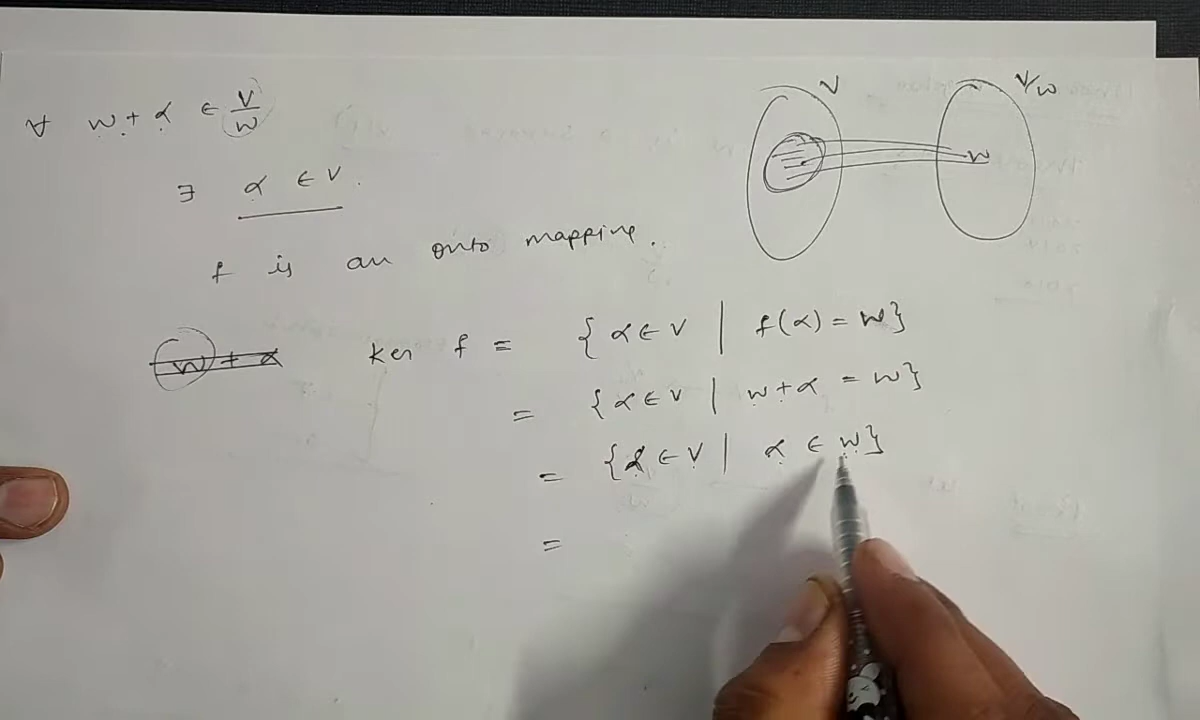 ∀ w + α ∈ V/w
∃ α ∈ V.
f is an onto mapping.
V
V/w
w
w + α
ker f = {α ∈ V | f(α) = w}
= {α ∈ V | w + α = w}
= {α ∈ V | α ∈ w}
=